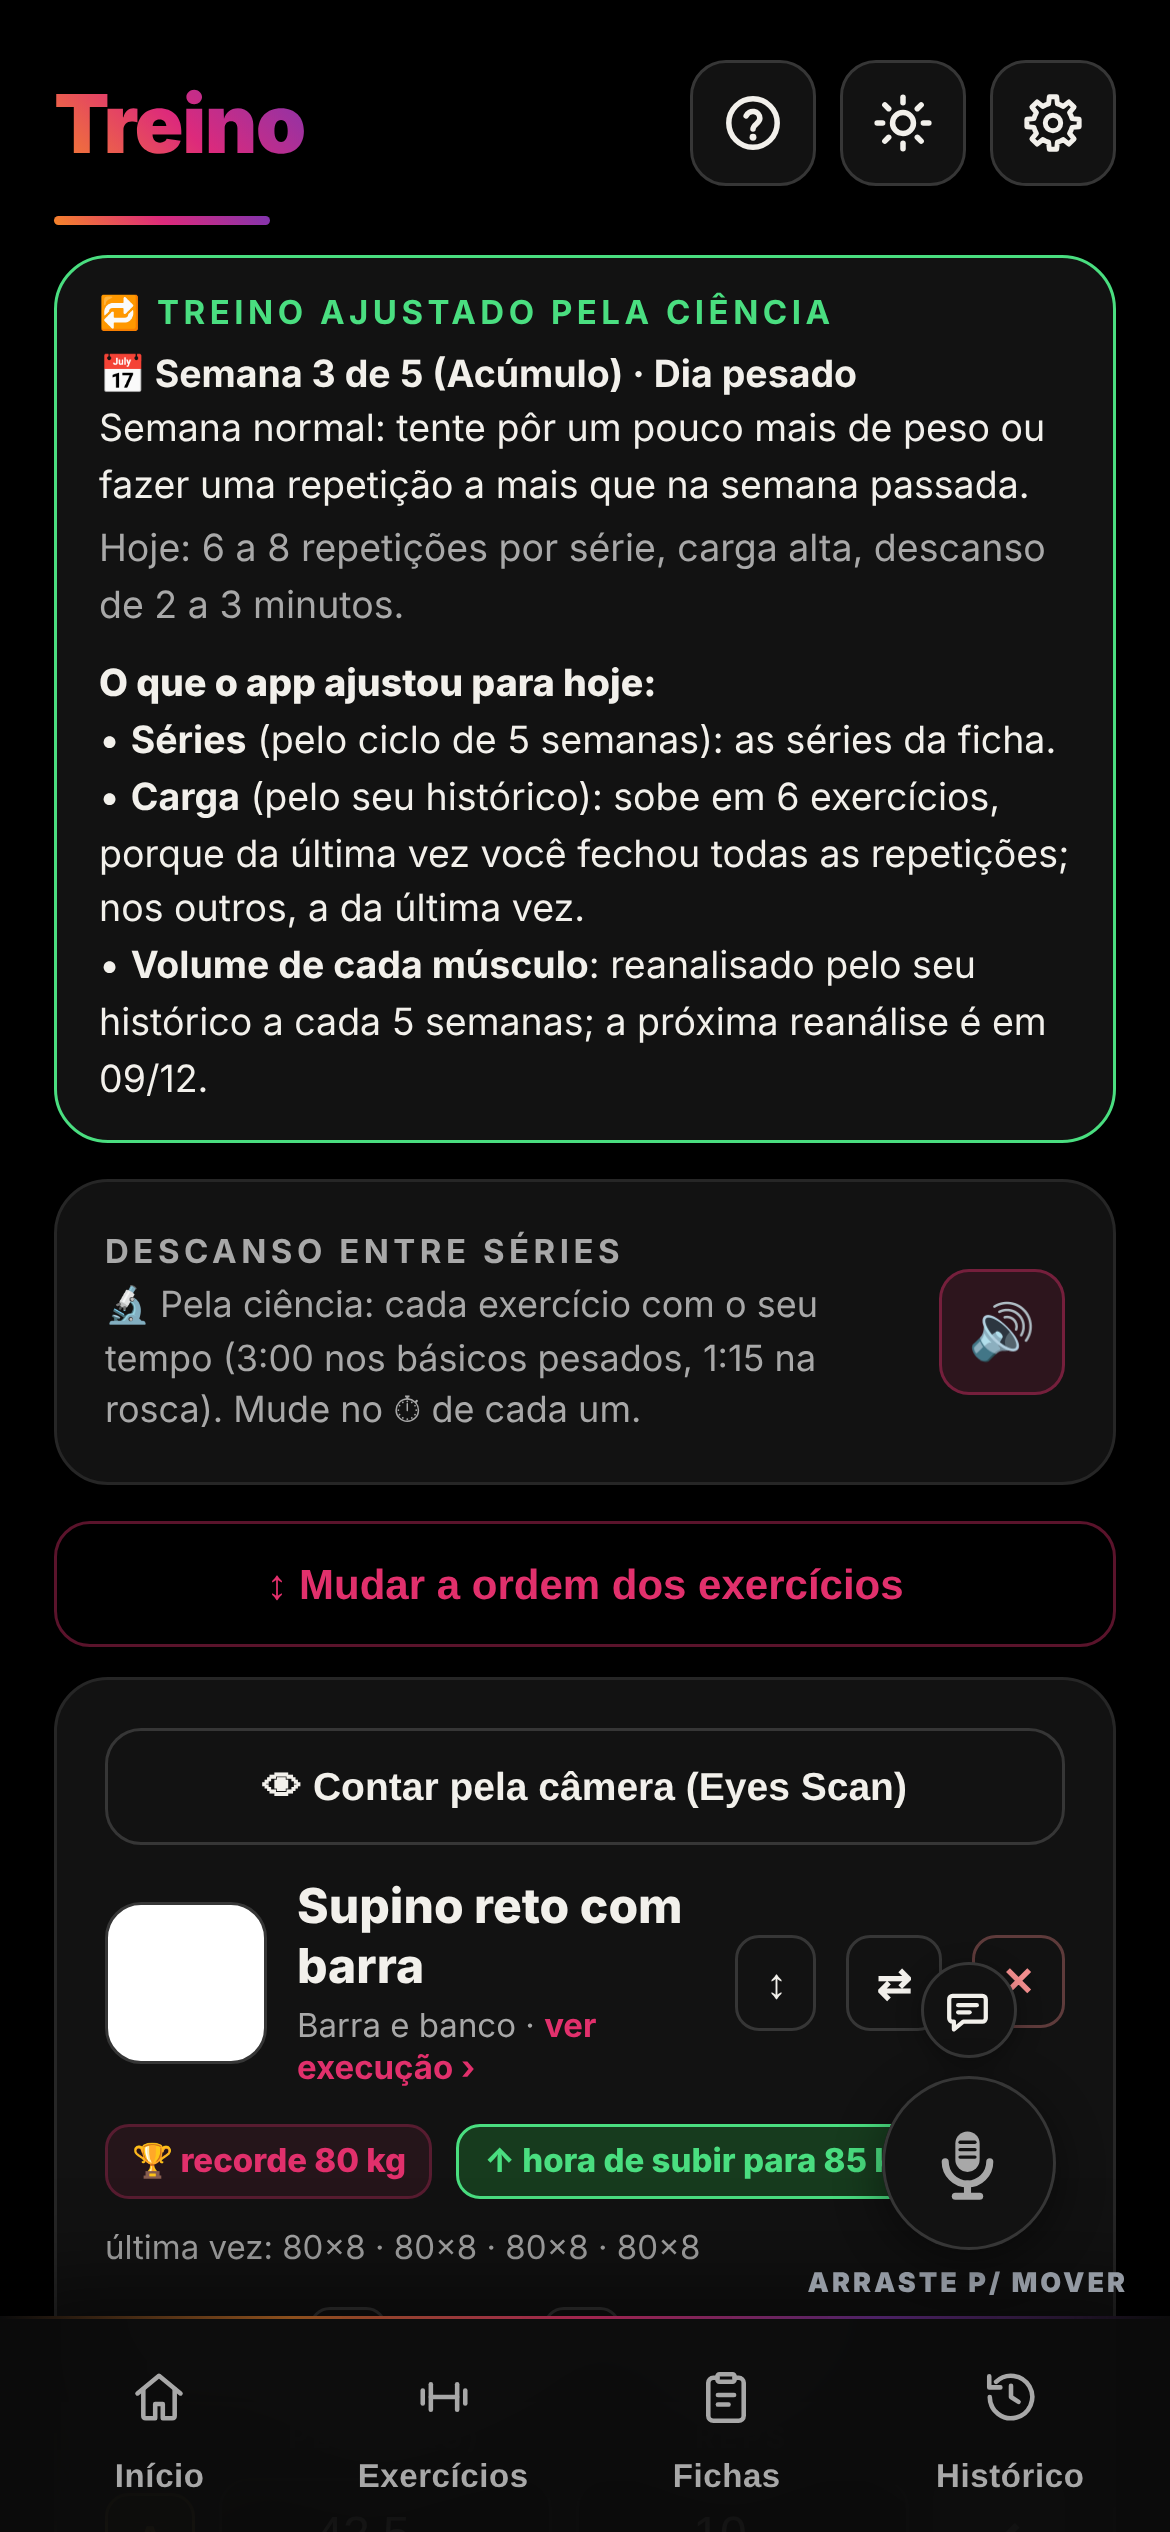 Treino
TREINO AJUSTADO PELA CIÊNCIA
Semana 3 de 5 (Acúmulo) · Dia pesado
Semana normal: tente pôr um pouco mais de peso ou
fazer uma repetição a mais que na semana passada.
Hoje: 6 a 8 repetições por série, carga alta, descanso
de 2 a 3 minutos.
O que o app ajustou para hoje:
• Séries (pelo ciclo de 5 semanas): as séries da ficha.
• Carga (pelo seu histórico): sobe em 6 exercícios,
porque da última vez você fechou todas as repetições;
nos outros, a da última vez.
• Volume de cada músculo: reanalisado pelo seu
histórico a cada 5 semanas; a próxima reanálise é em
09/12.
DESCANSO ENTRE SÉRIES
🔬 Pela ciência: cada exercício com o seu
tempo (3:00 nos básicos pesados, 1:15 na
rosca). Mude no ⏱ de cada um.
↕ Mudar a ordem dos exercícios
👁 Contar pela câmera (Eyes Scan)
Supino reto com
barra
Barra e banco · ver
execução ›
🏆 recorde 80 kg
↑ hora de subir para 85
última vez: 80×8 · 80×8 · 80×8 · 80×8
ARRASTE P/ MOVER
Início
Exercícios
Fichas
Histórico